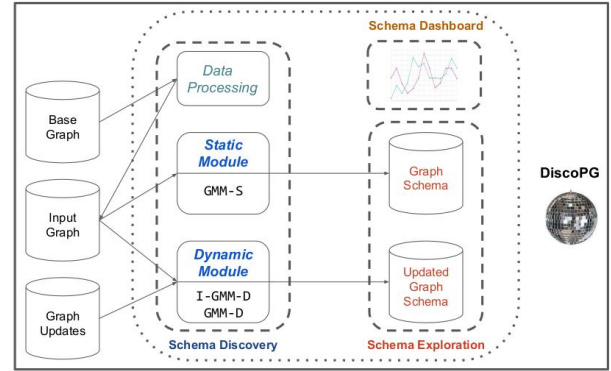 Schema Dashboard
Data
Processing
Base
Graph
Static
Module
GMM-S
Graph
Schema
DiscoPG
Input
Graph
Dynamic
Module
I-GMM-D
GMM-D
Updated
Graph
Schema
Graph
Updates
Schema Discovery
Schema Exploration